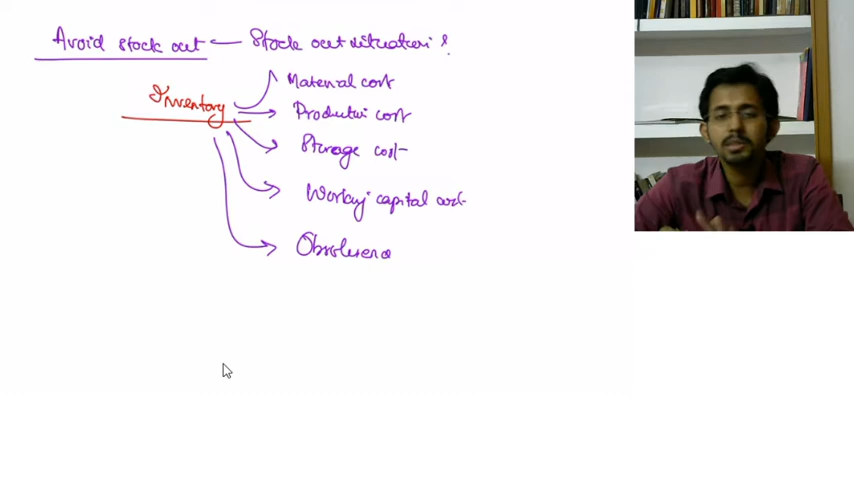 Avoid stock out — Stock out situation &
Material cost
Inventory
Production cost
Storage cost
Working capital cost
Obsolescence